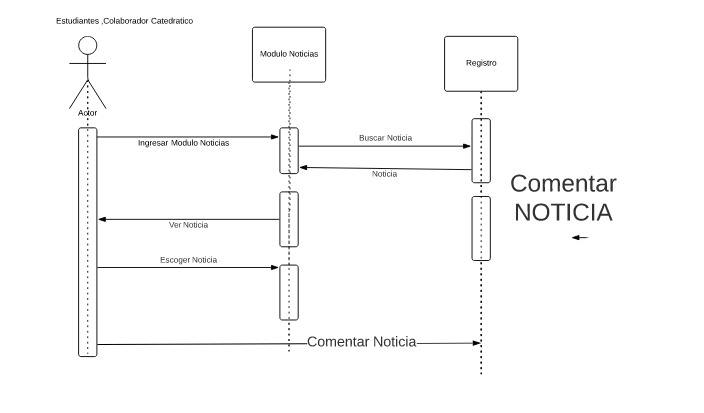 Estudiantes ,Colaborador Catedratico
Modulo Noticias
Registro
Actor
Ingresar Modulo Noticias
Buscar Noticia
Noticia
Comentar
NOTICIA
Ver Noticia
Escoger Noticia
Comentar Noticia